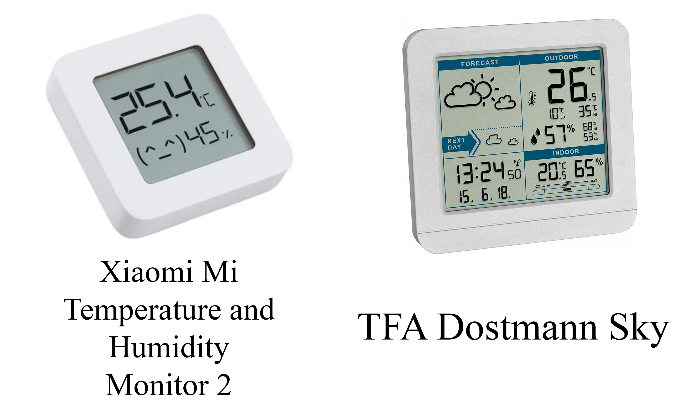 25.4 °C
(^_^) 45 %
Xiaomi Mi
Temperature and
Humidity
Monitor 2
FORECAST
OUTDOOR
26.5 °C
57%
NEXT
DAY
INDOOR
13:24 50
20.5 °C 65%
15. 6. 18.
TFA Dostmann Sky